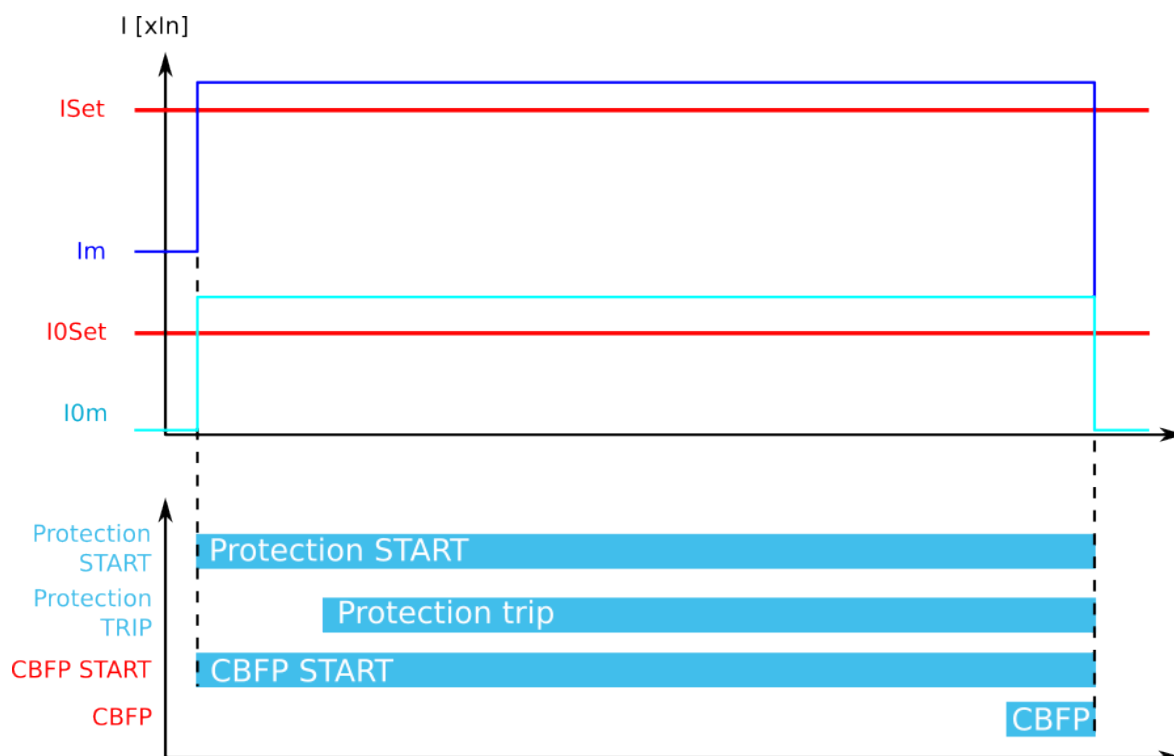 I [xIn]
ISet
Im
I0Set
I0m
Protection
START
Protection START
Protection
TRIP
Protection trip
CBFP START
CBFP START
CBFP
CBFP